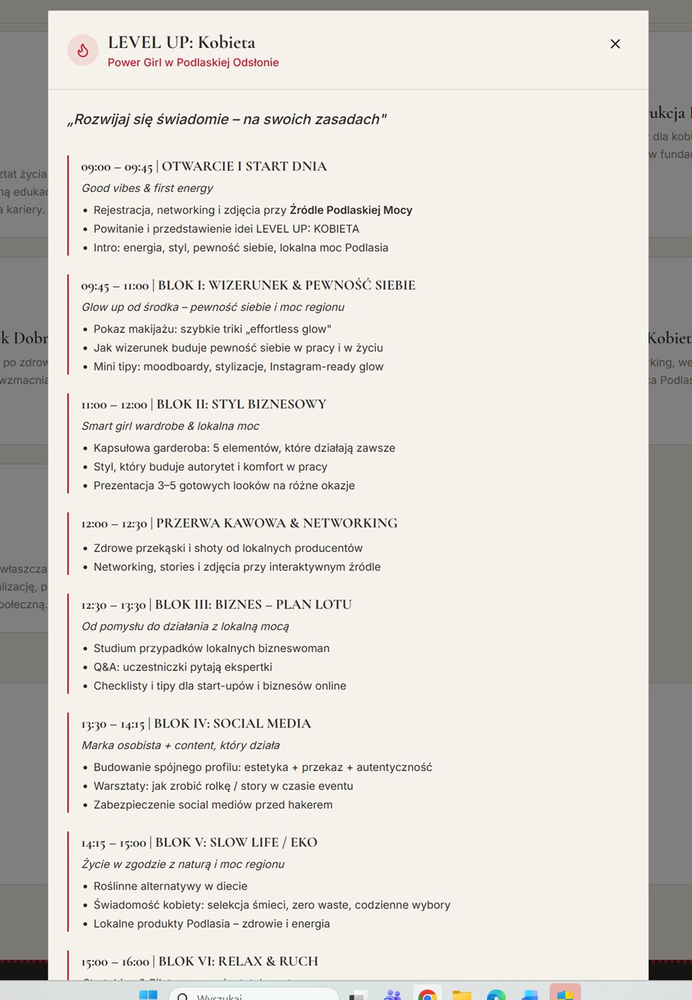 LEVEL UP: Kobieta
Power Girl w Podlaskiej Odsłonie
„Rozwijaj się świadomie – na swoich zasadach"
09:00 – 09:45 | OTWARCIE I START DNIA
Good vibes & first energy
• Rejestracja, networking i zdjęcia przy Źródle Podlaskiej Mocy
• Powitanie i przedstawienie idei LEVEL UP: KOBIETA
• Intro: energia, styl, pewność siebie, lokalna moc Podlasia
09:45 – 11:00 | BLOK I: WIZERUNEK & PEWNOŚĆ SIEBIE
Glow up od środka – pewność siebie i moc regionu
• Pokaz makijażu: szybkie triki „effortless glow"
• Jak wizerunek buduje pewność siebie w pracy i w życiu
• Mini tipy: moodboardy, stylizacje, Instagram-ready glow
11:00 – 12:00 | BLOK II: STYL BIZNESOWY
Smart girl wardrobe & lokalna moc
• Kapsułowa garderoba: 5 elementów, które działają zawsze
• Styl, który buduje autorytet i komfort w pracy
• Prezentacja 3–5 gotowych looków na różne okazje
12:00 – 12:30 | PRZERWA KAWOWA & NETWORKING
• Zdrowe przekąski i shoty od lokalnych producentów
• Networking, stories i zdjęcia przy interaktywnym źródle
12:30 – 13:30 | BLOK III: BIZNES – PLAN LOTU
Od pomysłu do działania z lokalną mocą
• Studium przypadków lokalnych bizneswoman
• Q&A: uczestniczki pytają ekspertki
• Checklisty i tipy dla start-upów i biznesów online
13:30 – 14:15 | BLOK IV: SOCIAL MEDIA
Marka osobista + content, który działa
• Budowanie spójnego profilu: estetyka + przekaz + autentyczność
• Warsztaty: jak zrobić rolkę / story w czasie eventu
• Zabezpieczenie social mediów przed hakerem
14:15 – 15:00 | BLOK V: SLOW LIFE / EKO
Życie w zgodzie z naturą i moc regionu
• Roślinne alternatywy w diecie
• Świadomość kobiety: selekcja śmieci, zero waste, codzienne wybory
• Lokalne produkty Podlasia – zdrowie i energia
15:00 – 16:00 | BLOK VI: RELAX & RUCH
Wyszukaj